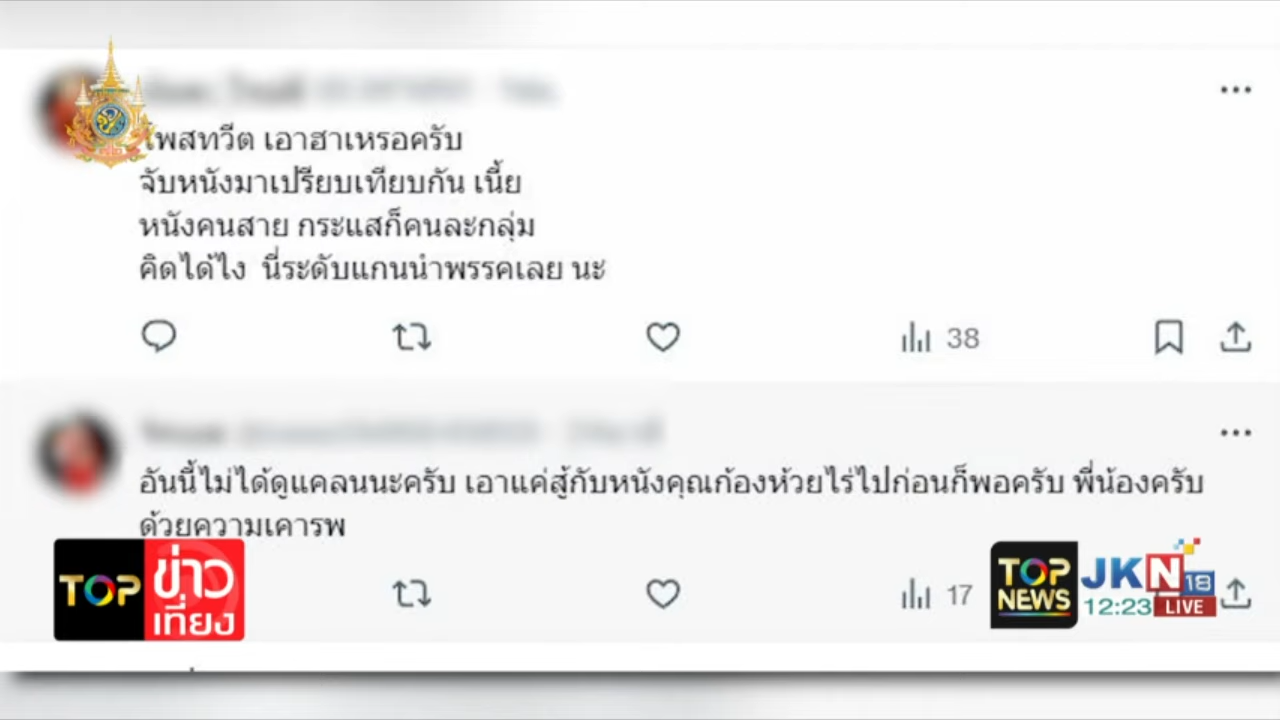 โพสทวีต เอาฮาเหรอครับ
จับหนังมาเปรียบเทียบกัน เนี้ย
หนังคนสาย กระแสก็คนละกลุ่ม
คิดได้ไง นี่ระดับแกนนำพรรคเลย นะ
38
อันนี้ไม่ได้ดูแคลนนะครับ เอาแค่สู้กับหนังคุณก้องห้วยไร่ไปก่อนก็พอครับ พี่น้องครับ
ด้วยความเคารพ
17
TOP ข่าวเที่ยง
TOP NEWS
JKN 18
12:23 LIVE